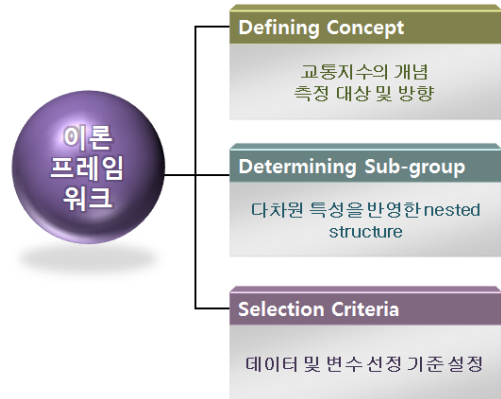 이론
프레임
워크
Defining Concept
교통지수의 개념
측정 대상 및 방향
Determining Sub-group
다차원 특성을 반영한 nested
structure
Selection Criteria
데이터 및 변수 선정 기준 설정